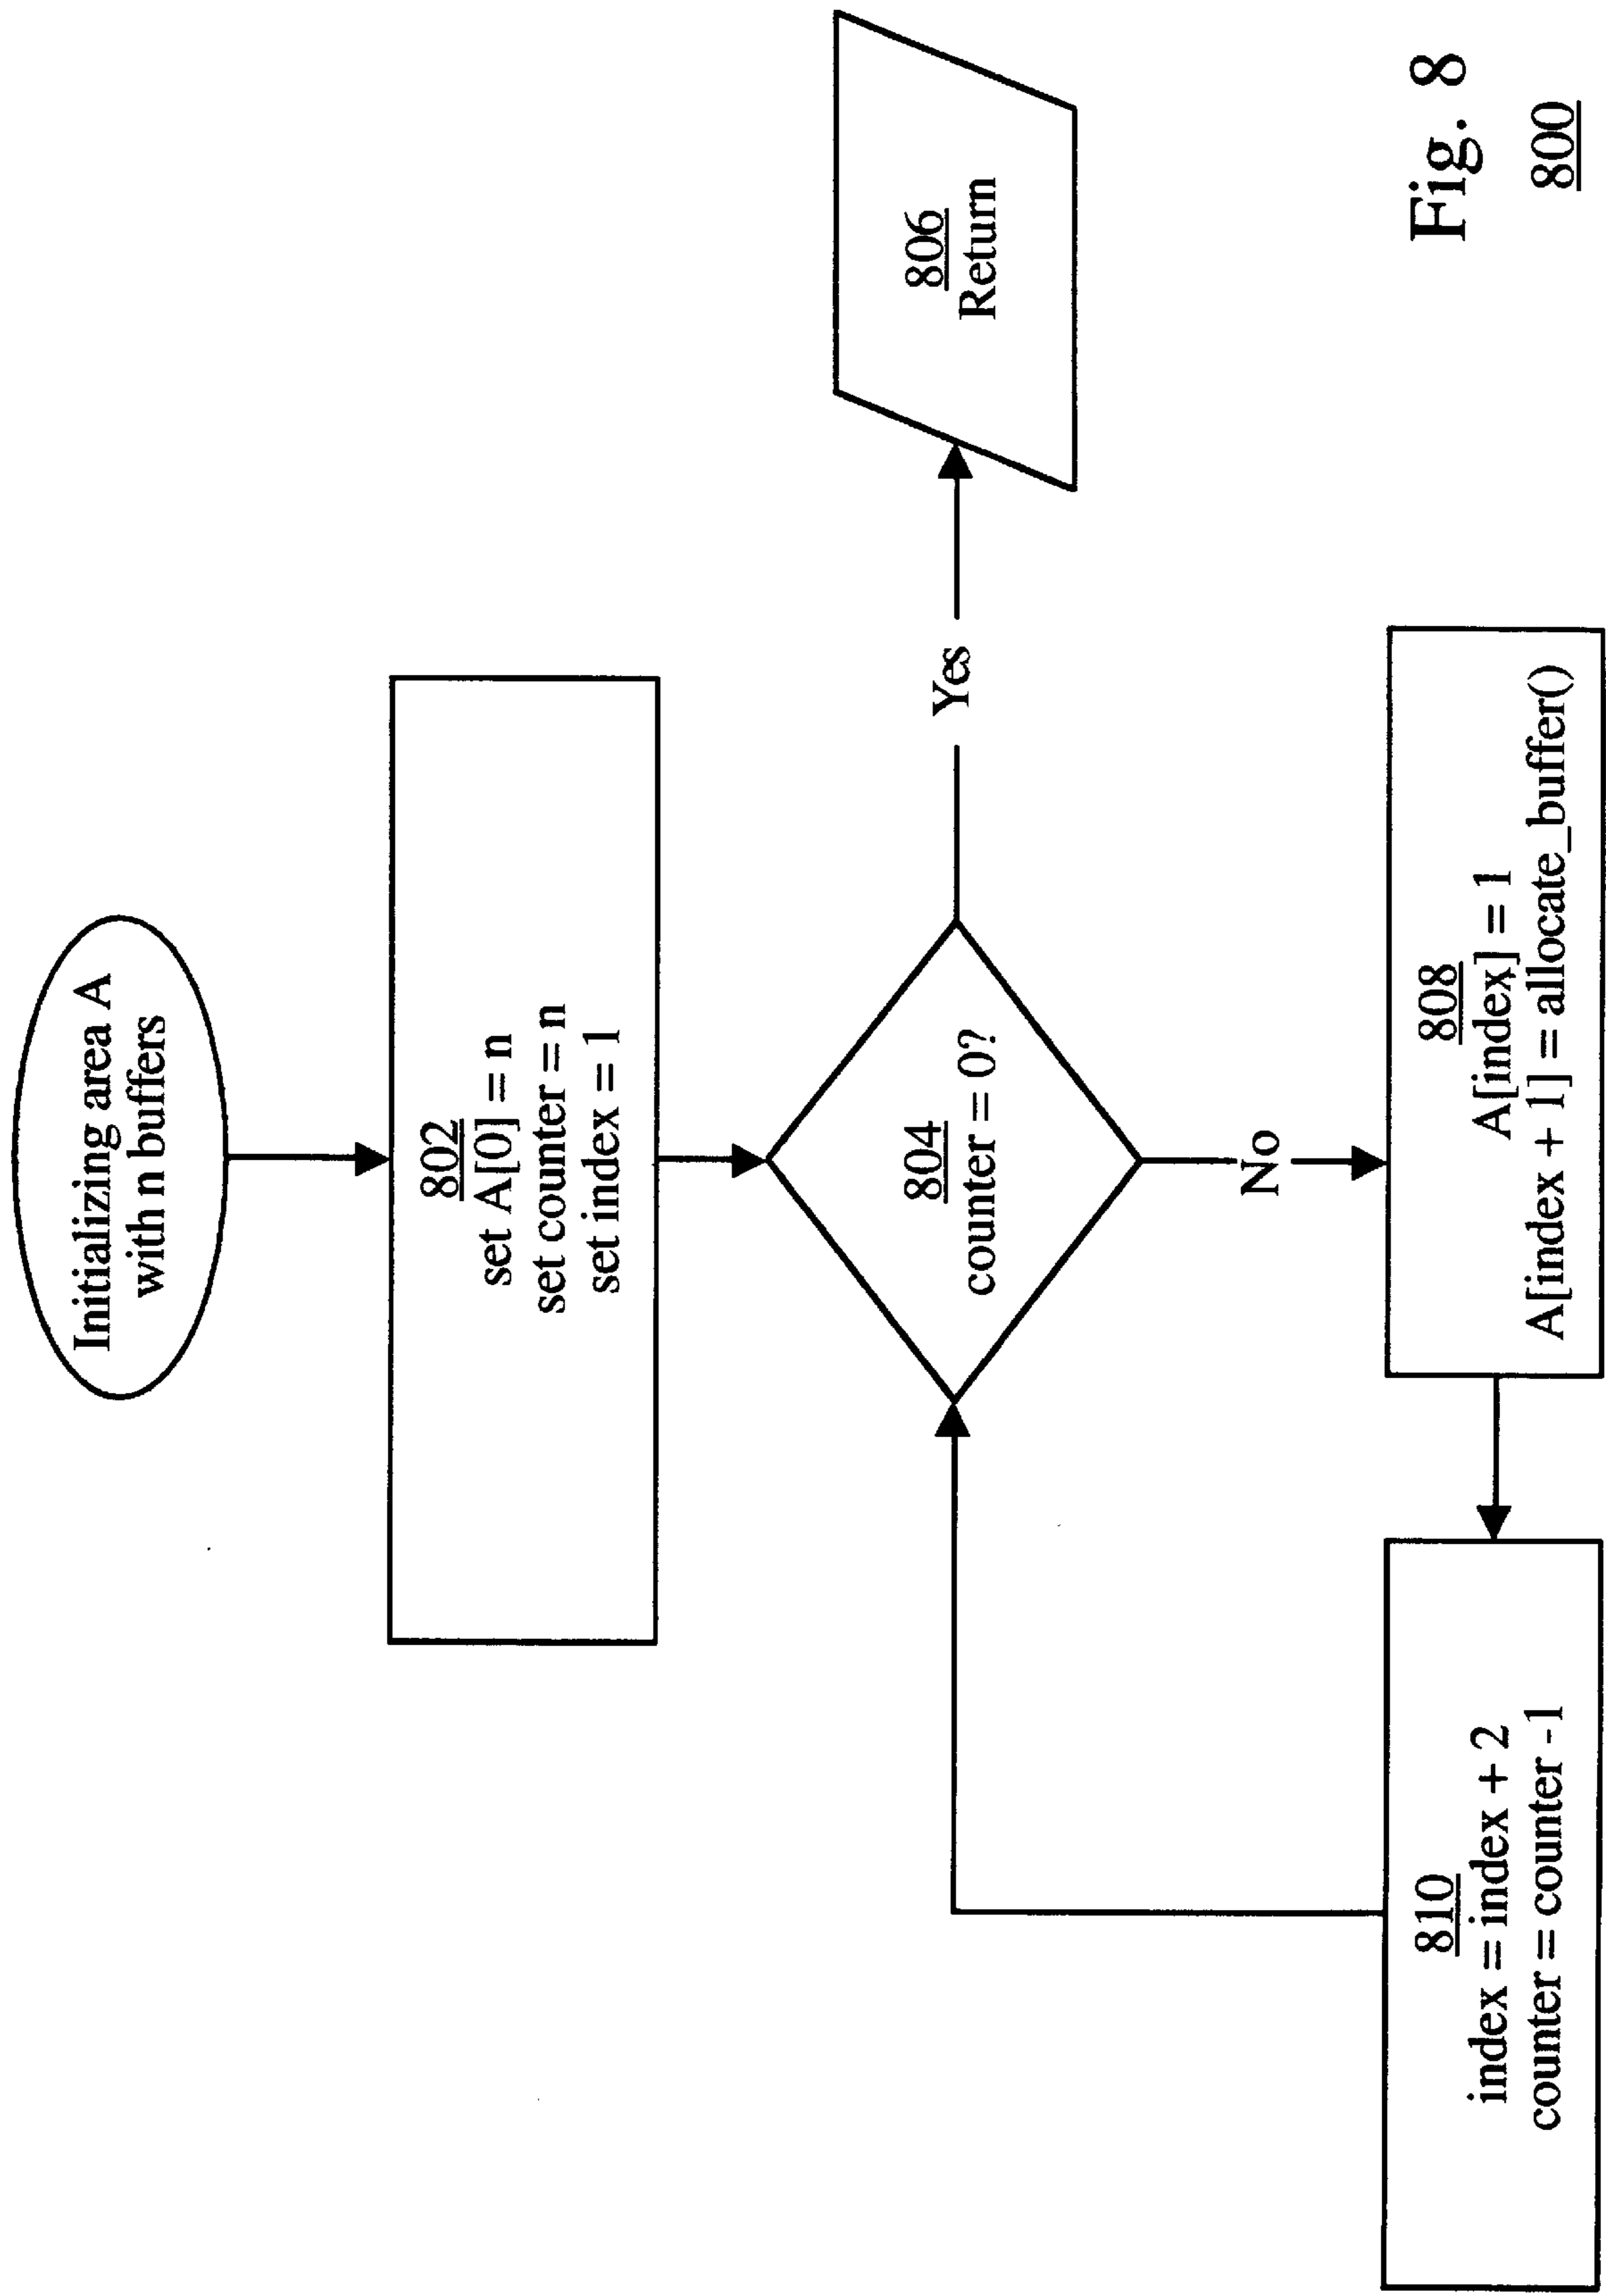 Initializing area A
with n buffers
802
set A[0] = n
set counter = n
set index = 1
804
counter = 0?
Yes
806
Return
No
808
A[index] = 1
A[index + 1] = allocate_buffer()
810
index = index + 2
counter = counter -1
Fig. 8
800